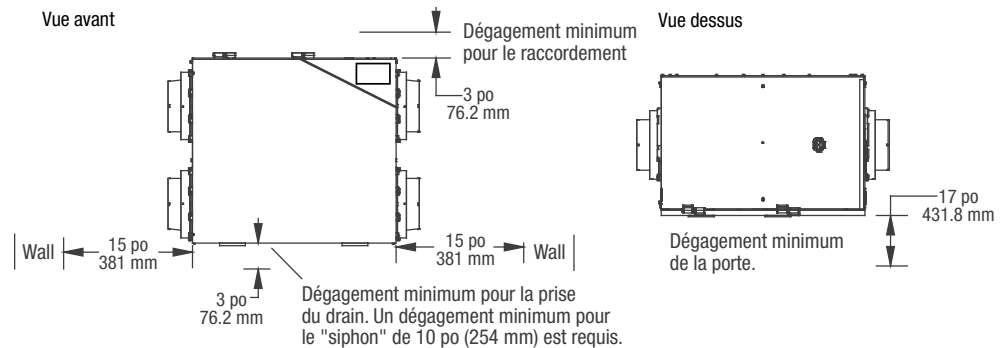 Vue avant
Dégagement minimum
pour le raccordement
3 po
76.2 mm
Wall
15 po
381 mm
15 po
381 mm
Wall
3 po
76.2 mm
Dégagement minimum pour la prise
du drain. Un dégagement minimum pour
le "siphon" de 10 po (254 mm) est requis.
Vue dessus
17 po
431.8 mm
Dégagement minimum
de la porte.